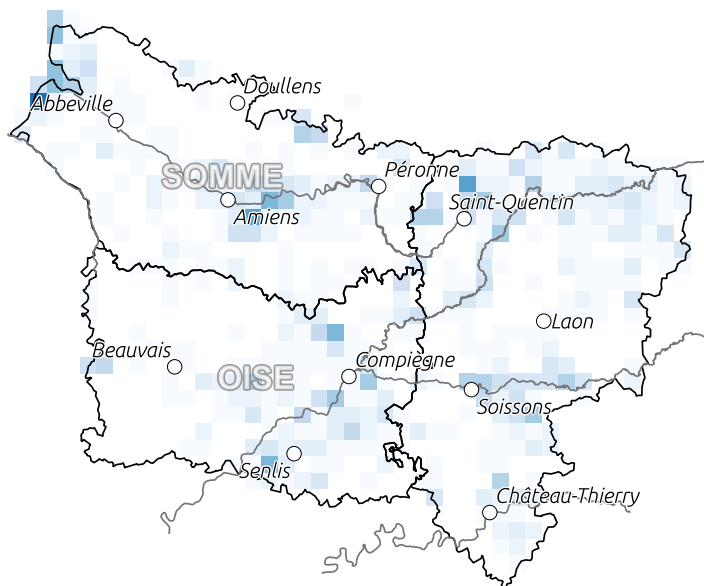 Doullens
Abbeville
Péronne
SOMME
Saint-Quentin
Amiens
Laon
Beauvais
Compiègne
OISE
Soissons
Senlis
Château-Thierry